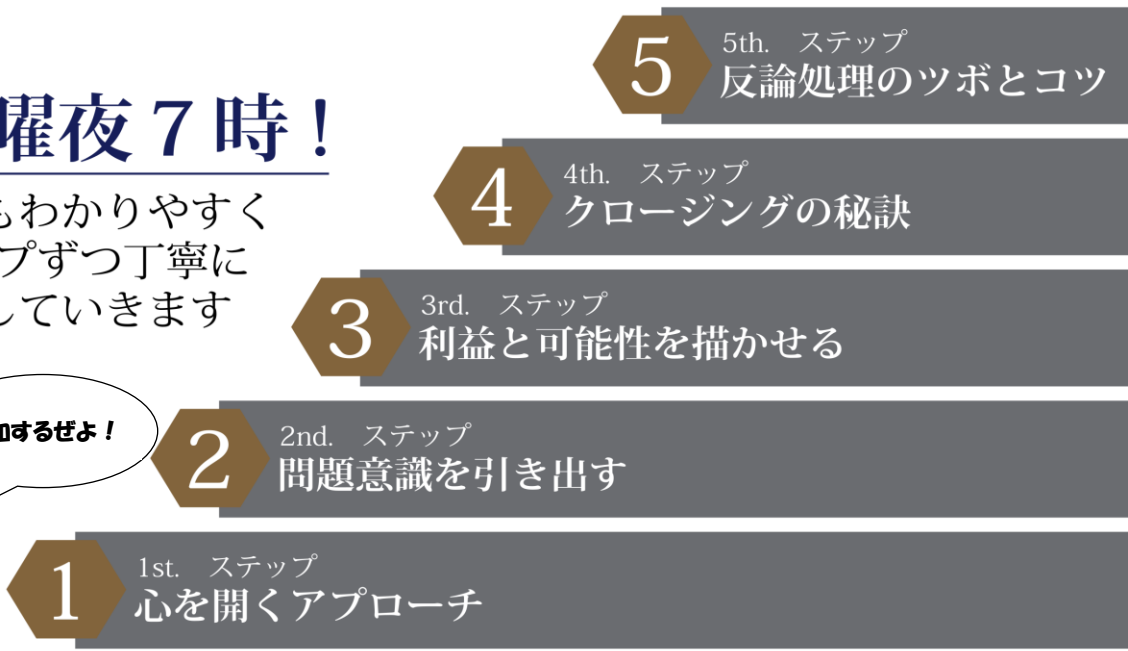 曜夜７時！
もわかりやすく
プずつ丁寧に
していきます
加するぜよ！
5
5th.　ステップ
反論処理のツボとコツ
4
4th.　ステップ
クロージングの秘訣
3
3rd.　ステップ
利益と可能性を描かせる
2
2nd.　ステップ
問題意識を引き出す
1
1st.　ステップ
心を開くアプローチ